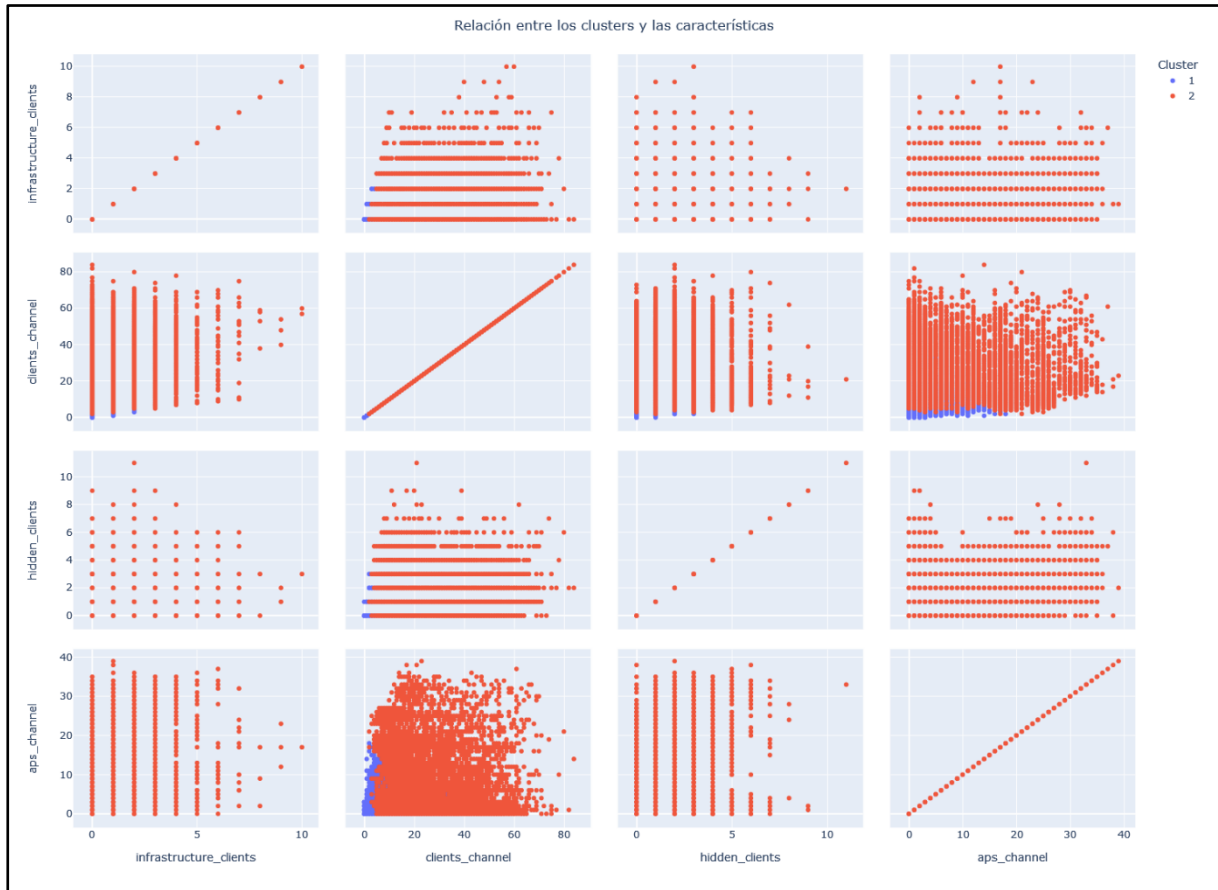 Relación entre los clusters y las características
Cluster
1
2
infrastructure_clients
10
8
6
4
2
0
clients_channel
80
60
40
20
0
hidden_clients
10
8
6
4
2
0
aps_channel
40
30
20
10
0
0 5 10
0 20 40 60 80
0 5 10
0 10 20 30 40
infrastructure_clients
clients_channel
hidden_clients
aps_channel